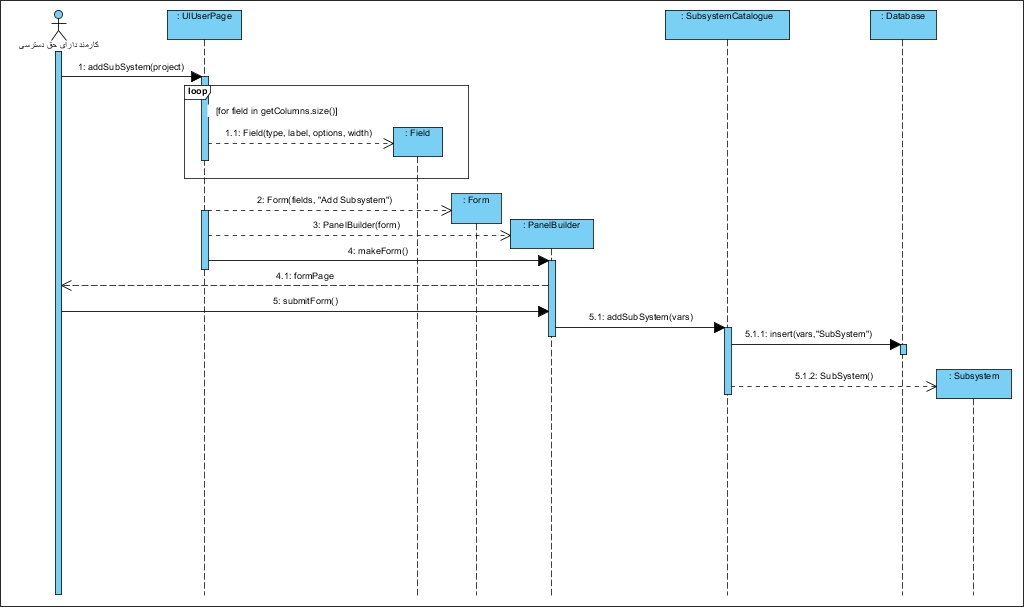 : UIUserPage
: SubsystemCatalogue
: Database
کارمند دارای حق دسترسی
1: addSubSystem(project)
loop
[for field in getColumns.size()]
1.1: Field(type, label, options, width)
: Field
2: Form(fields, "Add Subsystem")
: Form
3: PanelBuilder(form)
: PanelBuilder
4: makeForm()
4.1: formPage
5: submitForm()
5.1: addSubSystem(vars)
5.1.1: insert(vars,"SubSystem")
5.1.2: SubSystem()
: Subsystem